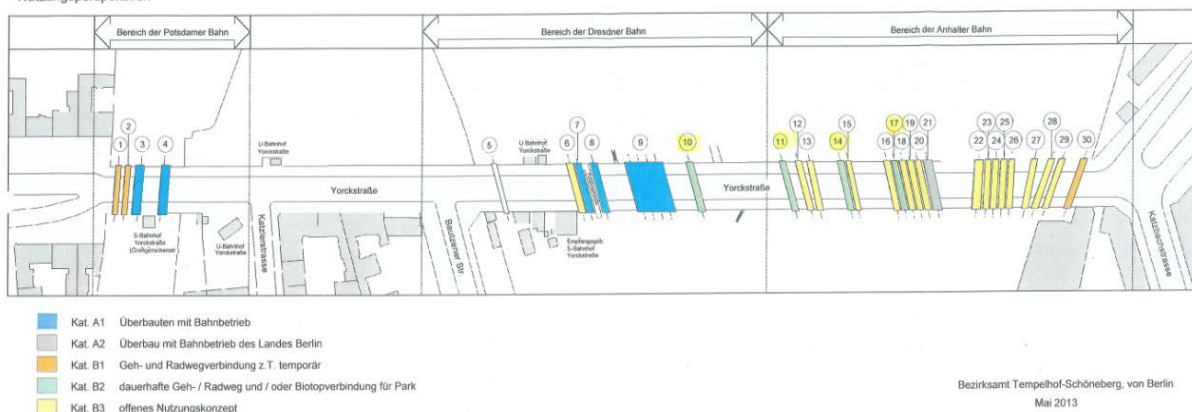 Nutzungsperspektiven
Bereich der Potsdamer Bahn
Bereich der Dresdner Bahn
Bereich der Anhalter Bahn
1
2
3
4
5
6
7
8
9
10
11
12
13
14
15
16
17
18
19
20
21
22
23
24
25
26
27
28
29
30
U-Bahnhof
Yorckstraße
U-Bahnhof
Yorckstraße
Yorckstraße
Yorckstraße
S-Bahnhof
Yorckstraße
(Großgörschenstr.
U-Bahnhof
Yorckstraße
Katzlerstrasse
Bautzener Str.
Empfangsgeb
S-Bahnhof
Yorckstraße
Katzbachstrasse
Kat. A1 Überbauten mit Bahnbetrieb
Kat. A2 Überbau mit Bahnbetrieb des Landes Berlin
Kat. B1 Geh- und Radwegverbindung z.T. temporär
Kat. B2 dauerhafte Geh- / Radweg und / oder Biotopverbindung für Park
Kat. B3 offenes Nutzungskonzept
Bezirksamt Tempelhof-Schöneberg, von Berlin
Mai 2013